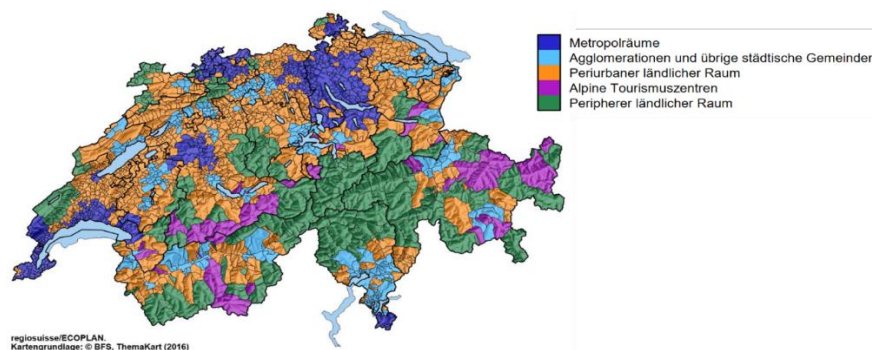 Metropolräume
Agglomerationen und übrige städtische Gemeinden
Periurbaner ländlicher Raum
Alpine Tourismuszentren
Peripherer ländlicher Raum
regiosuisse/ECOPLAN.
Kartengrundlage: © BFS, ThemaKart (2016)